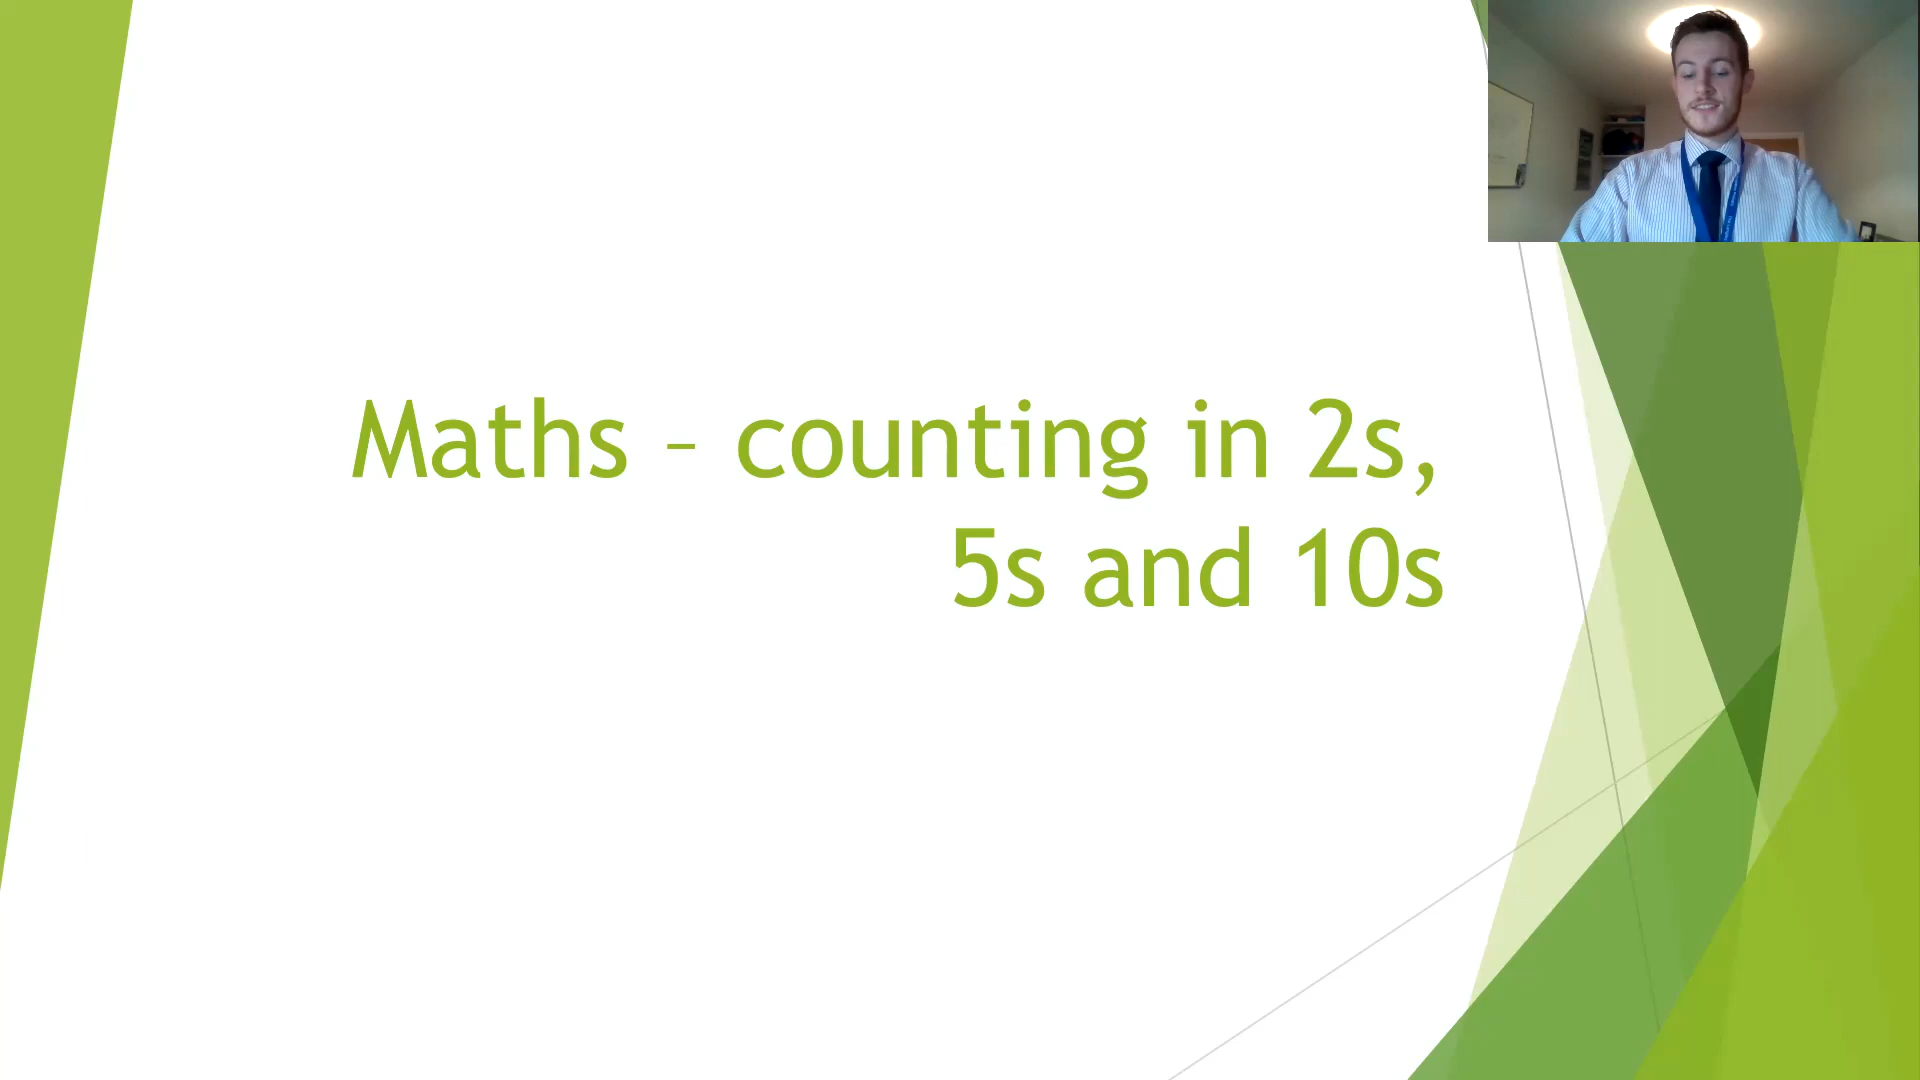 Maths – counting in 2s,
5s and 10s